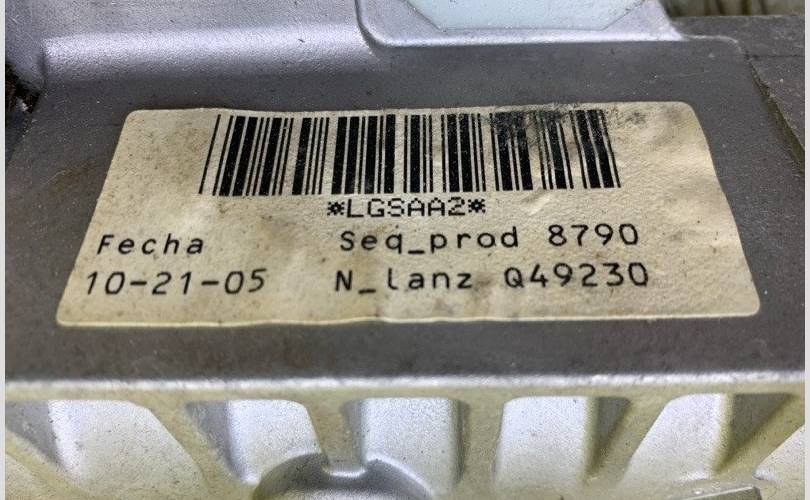 *LGSAA2*
Fecha Seq_prod 8790
10-21-05 N_lanz Q49230